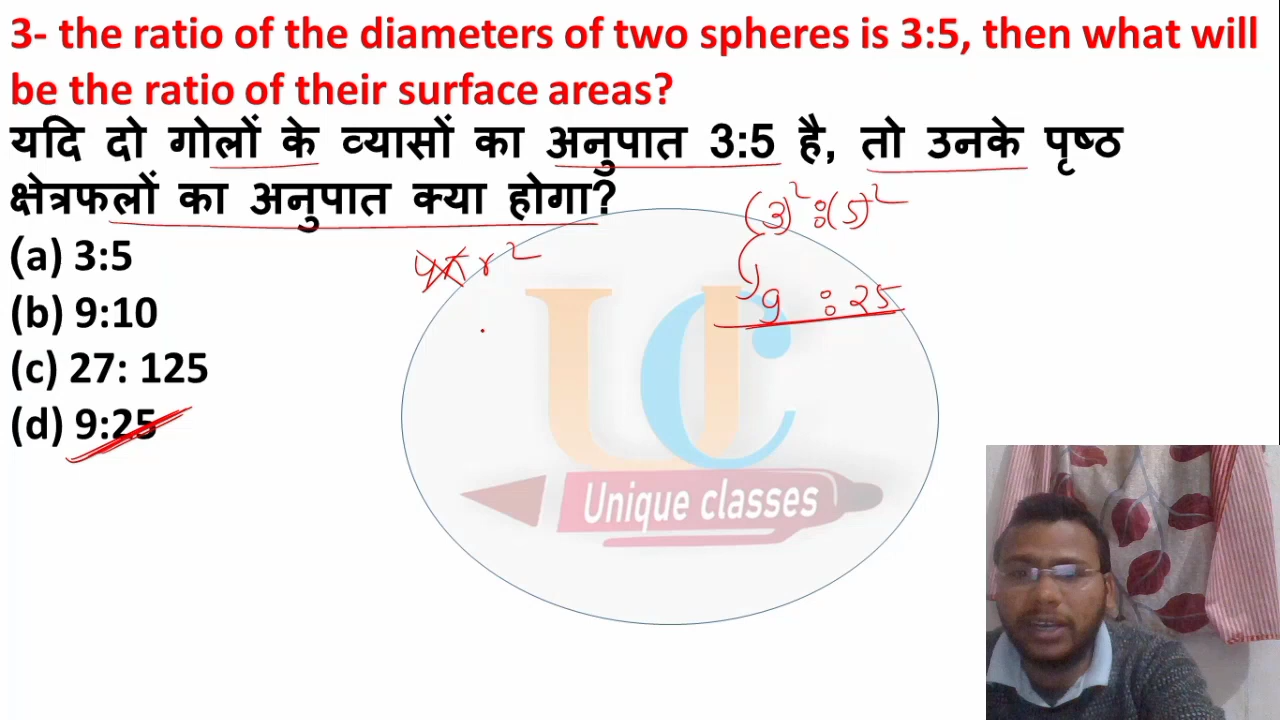 3- the ratio of the diameters of two spheres is 3:5, then what will
be the ratio of their surface areas?
यदि दो गोलों के व्यासों का अनुपात 3:5 है, तो उनके पृष्ठ
क्षेत्रफलों का अनुपात क्या होगा?
(3)²:(5)²
(a) 3:5
4πr²
9 : 25
(b) 9:10
(c) 27: 125
(d) 9:25
UC
Unique classes